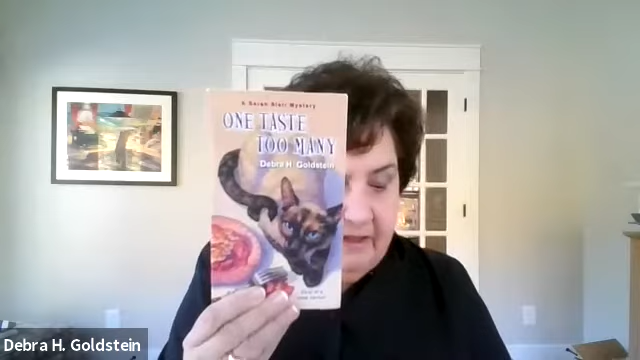 A Sarah Blair Mystery
ONE TASTE
TOO MANY
Debra H. Goldstein
Debra H. Goldstein